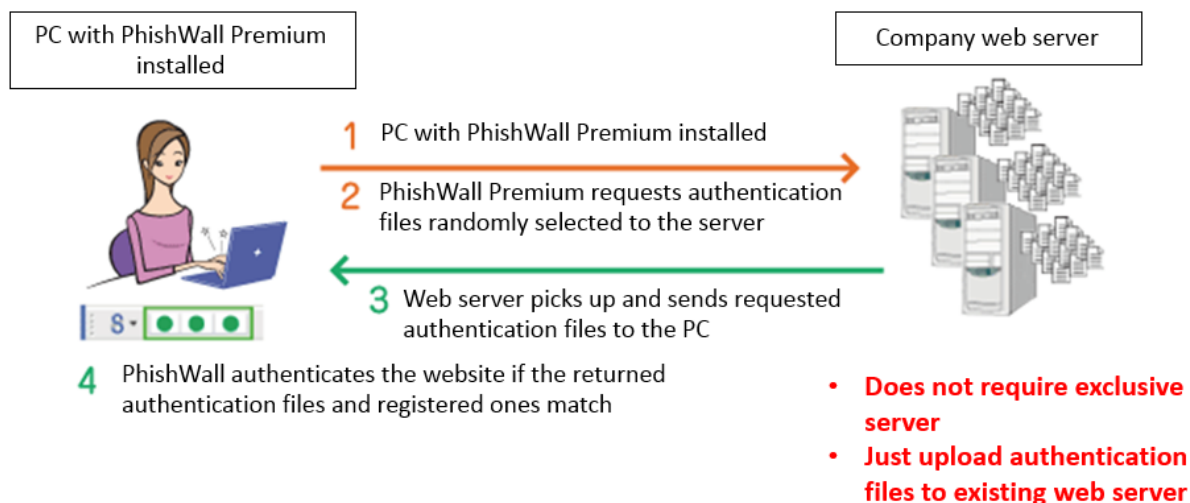 PC with PhishWall Premium
installed
Company web server
1 PC with PhishWall Premium installed
2 PhishWall Premium requests authentication
files randomly selected to the server
3 Web server picks up and sends requested
authentication files to the PC
S
4 PhishWall authenticates the website if the returned
authentication files and registered ones match
• Does not require exclusive
server
• Just upload authentication
files to existing web server